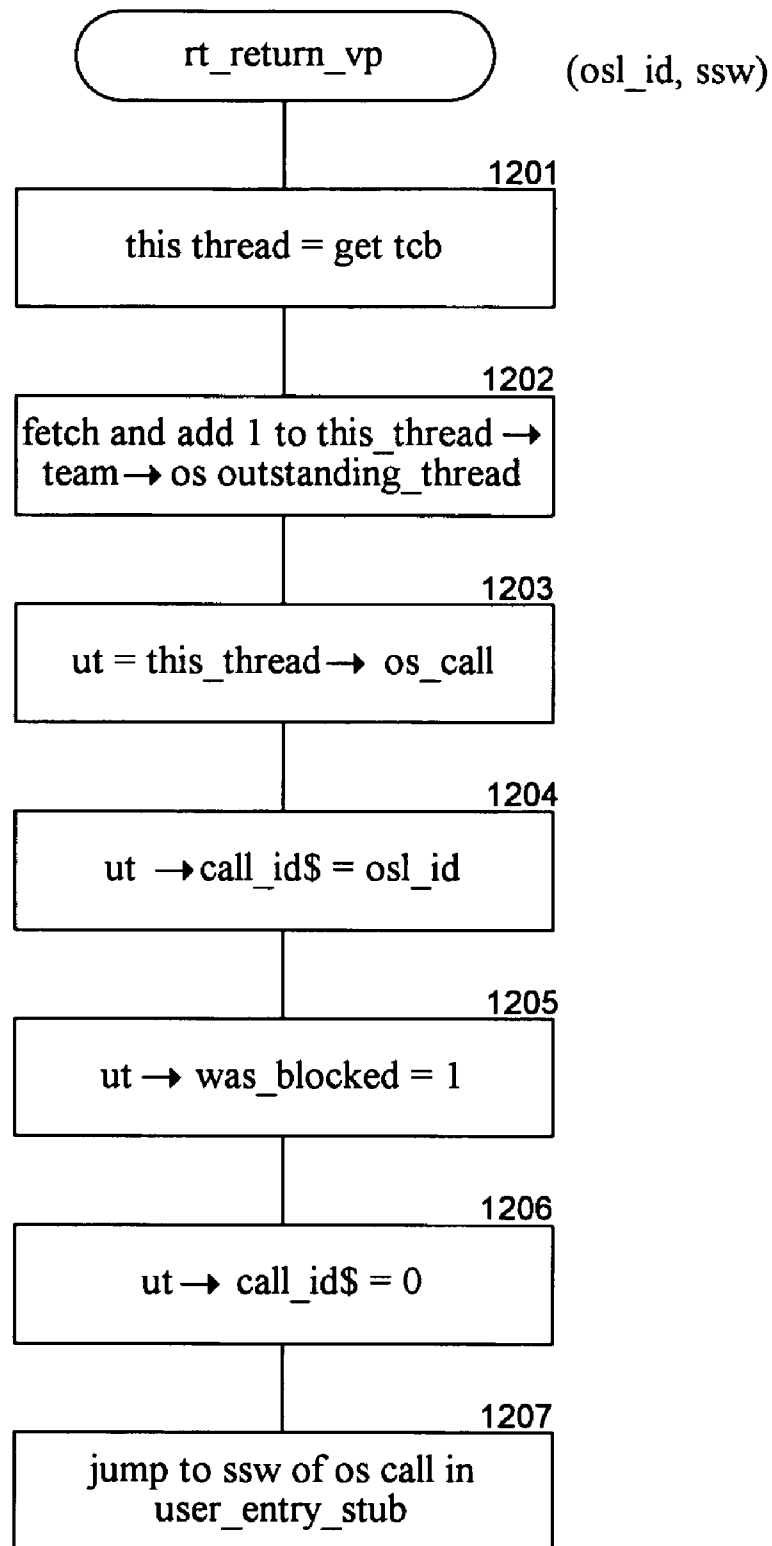 rt_return_vp
(osl_id, ssw)
1201
this thread = get tcb
1202
fetch and add 1 to this_thread →
team → os outstanding_thread
1203
ut = this_thread → os_call
1204
ut → call_id$ = osl_id
1205
ut → was_blocked = 1
1206
ut → call_id$ = 0
1207
jump to ssw of os call in
user_entry_stub